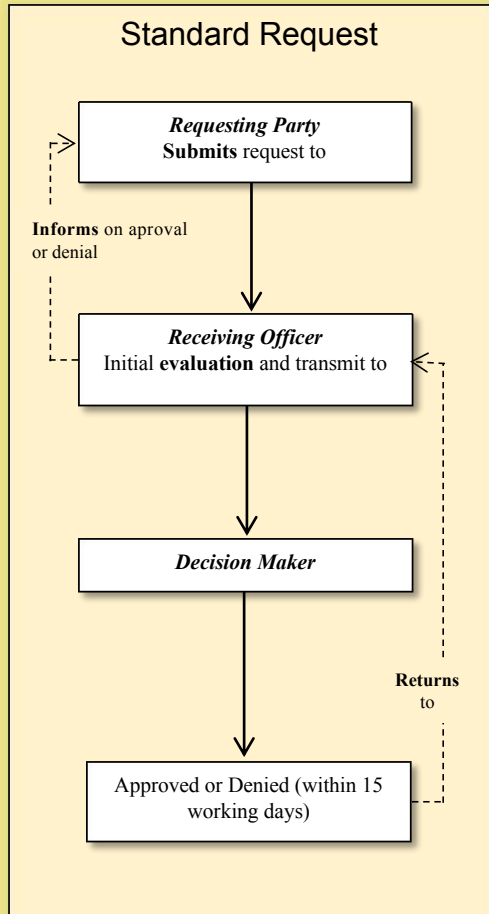 Standard Request
Requesting Party
Submits request to
Informs on aproval
or denial
Receiving Officer
Initial evaluation and transmit to
Decision Maker
Returns
to
Approved or Denied (within 15
working days)